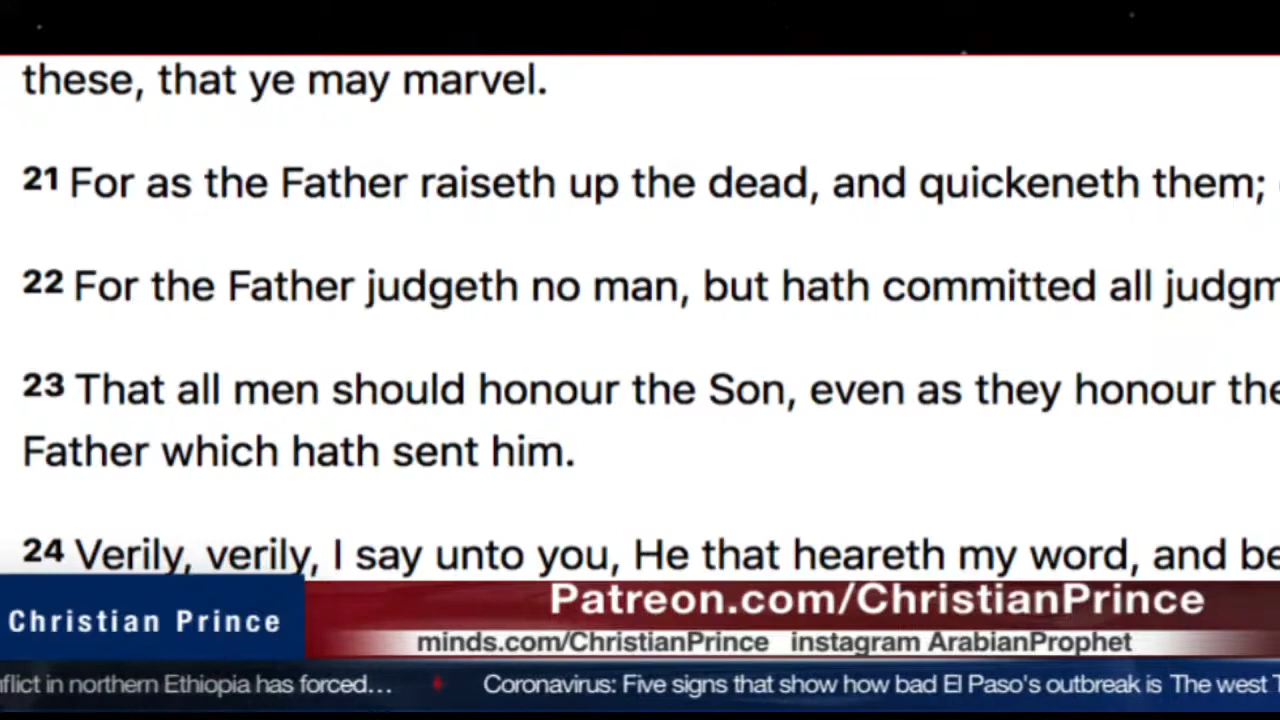 these, that ye may marvel.
21 For as the Father raiseth up the dead, and quickeneth them;
22 For the Father judgeth no man, but hath committed all judgm
23 That all men should honour the Son, even as they honour the
Father which hath sent him.
24 Verily, verily, I say unto you, He that heareth my word, and be
Christian Prince
Patreon.com/ChristianPrince
minds.com/ChristianPrince instagram ArabianProphet
nflict in northern Ethiopia has forced... Coronavirus: Five signs that show how bad El Paso's outbreak is The west T